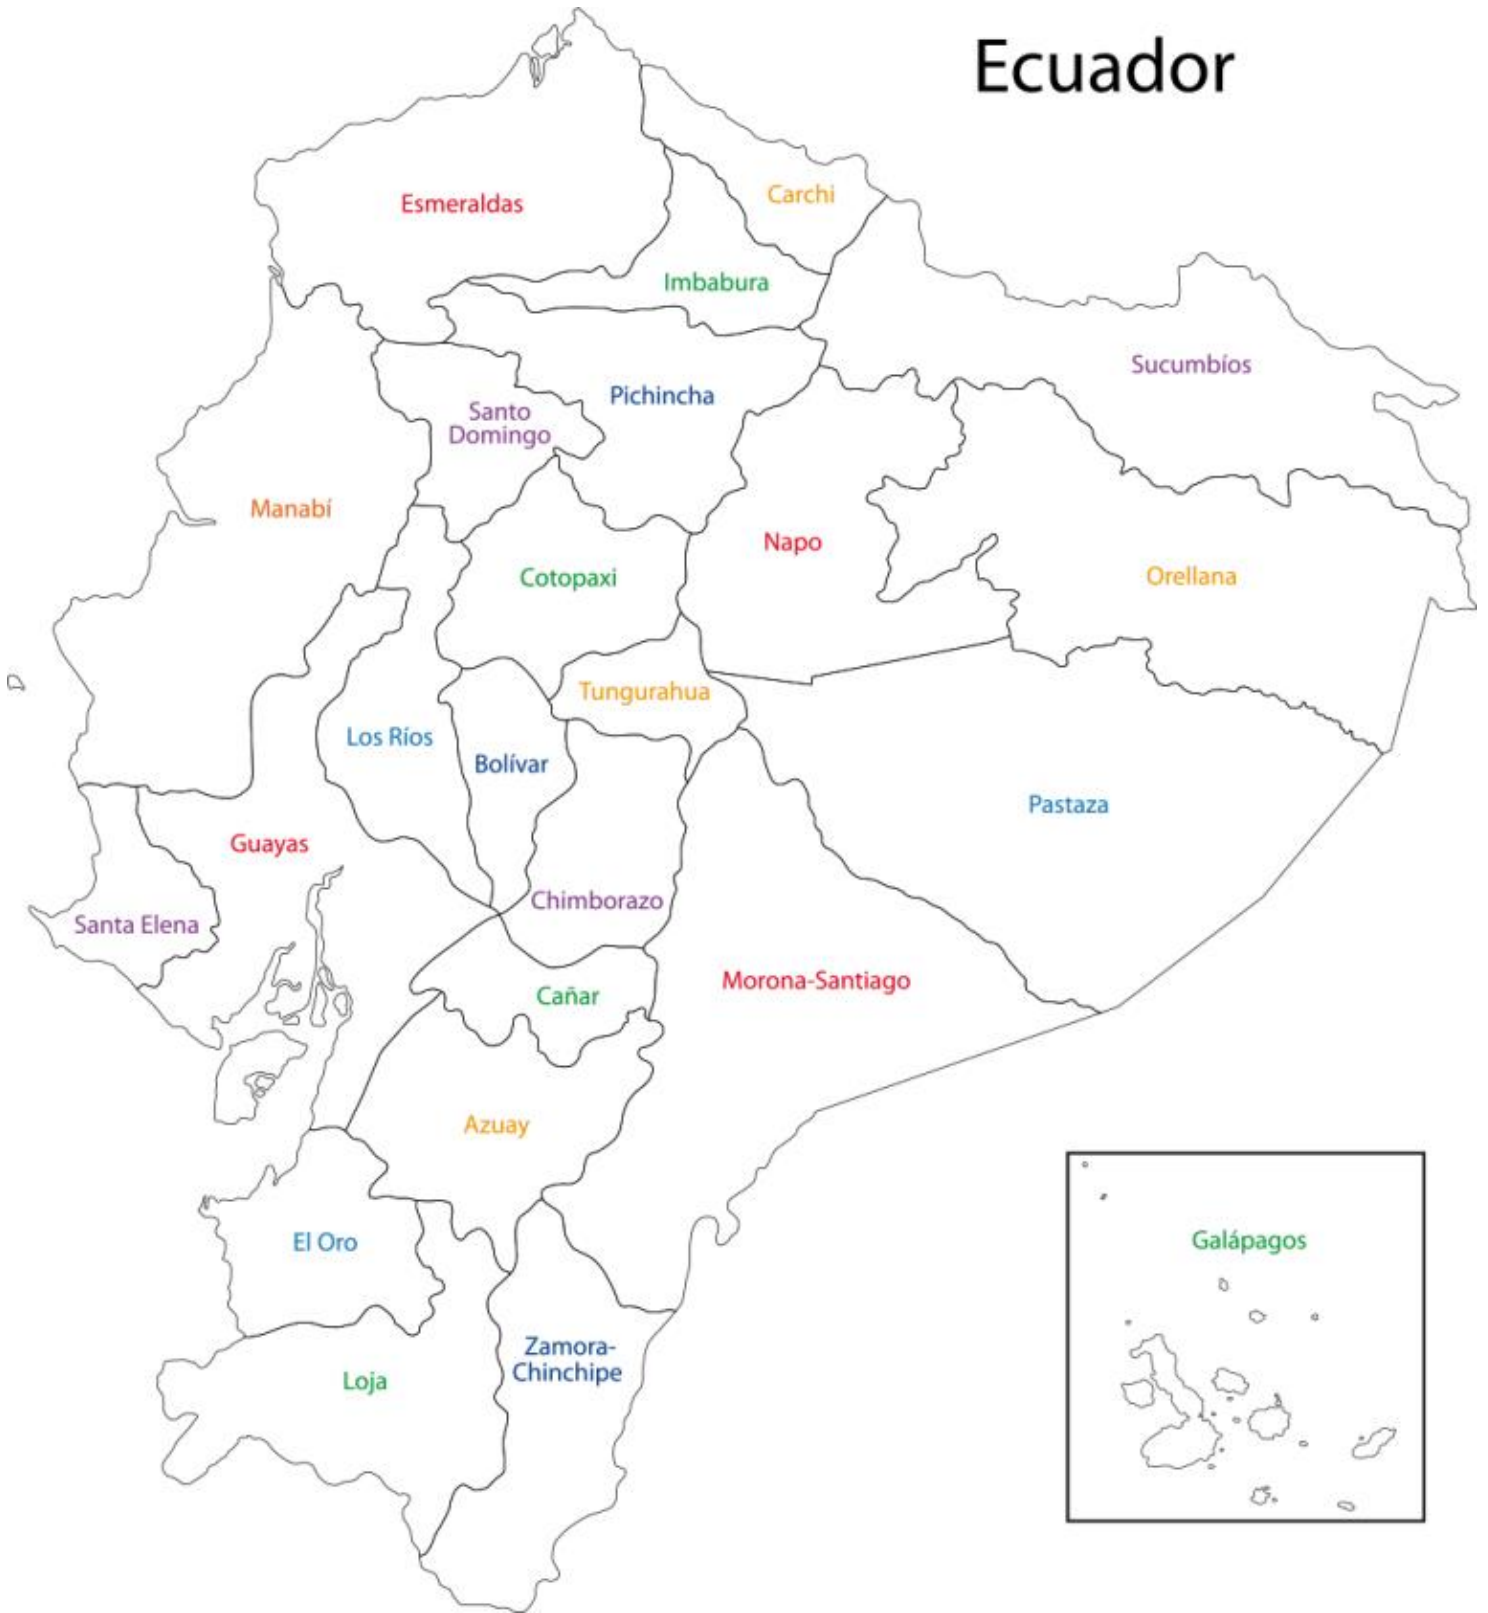 Ecuador
Carchi
Esmeraldas
Imbabura
Sucumbíos
Pichincha
Santo
Domingo
Manabí
Napo
Cotopaxi
Orellana
Tungurahua
Los Ríos
Bolívar
Pastaza
Guayas
Chimborazo
Santa Elena
Morona-Santiago
Cañar
Azuay
El Oro
Galápagos
Zamora-
Chinchipe
Loja